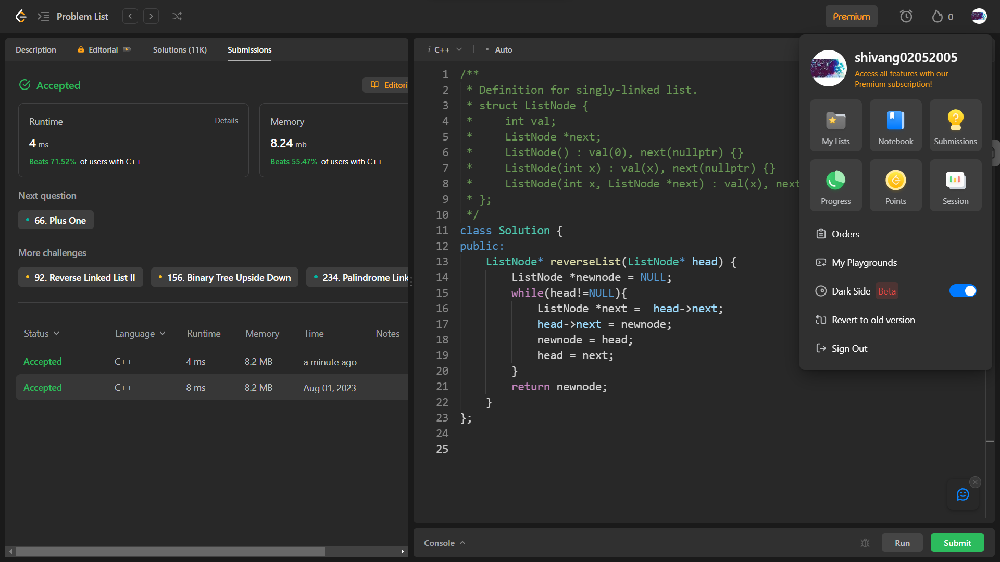 Problem List
Premium
0
Description
Editorial
Solutions (11K)
Submissions
Accepted
Editori
Runtime
Details
4 ms
Beats 71.52% of users with C++
Memory
8.24 mb
Beats 55.47% of users with C++
Next question
66. Plus One
More challenges
92. Reverse Linked List II
156. Binary Tree Upside Down
234. Palindrome Link
Status Language Runtime Memory Time Notes
Accepted C++ 4 ms 8.2 MB a minute ago
Accepted C++ 8 ms 8.2 MB Aug 01, 2023
i C++
• Auto
1 /**
2  * Definition for singly-linked list.
3  * struct ListNode {
4  *     int val;
5  *     ListNode *next;
6  *     ListNode() : val(0), next(nullptr) {}
7  *     ListNode(int x) : val(x), next(nullptr) {}
8  *     ListNode(int x, ListNode *next) : val(x), next
9  * };
10  */
11 class Solution {
12 public:
13     ListNode* reverseList(ListNode* head) {
14         ListNode *newnode = NULL;
15         while(head!=NULL){
16             ListNode *next =  head->next;
17             head->next = newnode;
18             newnode = head;
19             head = next;
20         }
21         return newnode;
22     }
23 };
24
25
shivang02052005
Access all features with our
Premium subscription!
My Lists
Notebook
Submissions
Progress
Points
Session
Orders
My Playgrounds
Dark Side Beta
Revert to old version
Sign Out
Console
Run
Submit